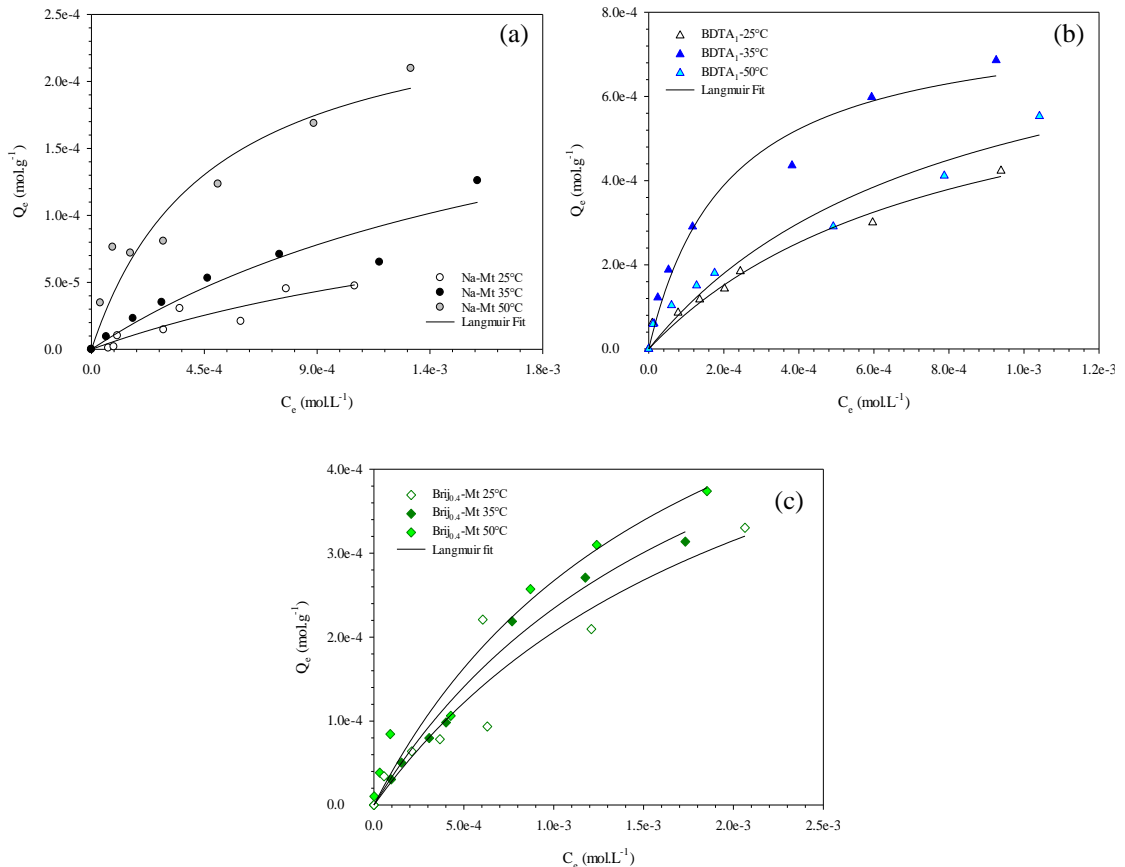 (a)
2.5e-4
2.0e-4
1.5e-4
1.0e-4
5.0e-5
0.0
Qe (mol.g-1)
Na-Mt 25°C
Na-Mt 35°C
Na-Mt 50°C
Langmuir Fit
0.0 4.5e-4 9.0e-4 1.4e-3 1.8e-3
Ce (mol.L-1)
(b)
8.0e-4
6.0e-4
4.0e-4
2.0e-4
0.0
Qe (mol.g-1)
BDTA1-25°C
BDTA1-35°C
BDTA1-50°C
Langmuir Fit
0.0 2.0e-4 4.0e-4 6.0e-4 8.0e-4 1.0e-3 1.2e-3
Ce (mol.L-1)
(c)
4.0e-4
3.0e-4
2.0e-4
1.0e-4
0.0
Qe (mol.g-1)
Brij0.4-Mt 25°C
Brij0.4-Mt 35°C
Brij0.4-Mt 50°C
Langmuir fit
0.0 5.0e-4 1.0e-3 1.5e-3 2.0e-3 2.5e-3
Ce (mol.L-1)